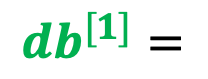 db[1] =